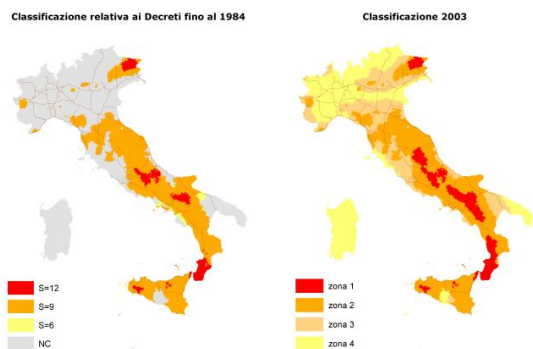 Classificazione relativa ai Decreti fino al 1984
Classificazione 2003
S=12
S=9
S=6
NC
zona 1
zona 2
zona 3
zona 4